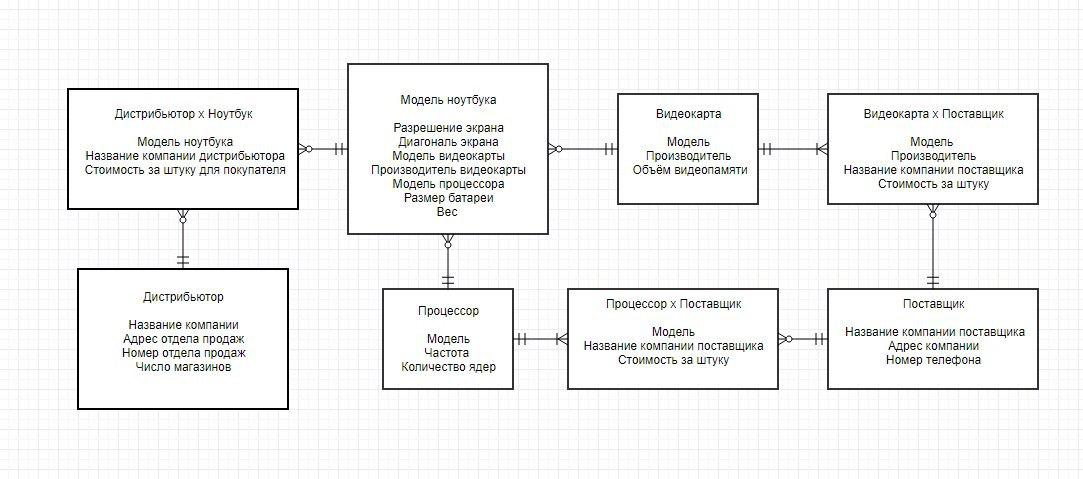 Дистрибьютор x Ноутбук
Модель ноутбука
Название компании дистрибьютора
Стоимость за штуку для покупателя
Модель ноутбука
Разрешение экрана
Диагональ экрана
Модель видеокарты
Производитель видеокарты
Модель процессора
Размер батареи
Вес
Видеокарта
Модель
Производитель
Объём видеопамяти
Видеокарта x Поставщик
Модель
Производитель
Название компании поставщика
Стоимость за штуку
Дистрибьютор
Название компании
Адрес отдела продаж
Номер отдела продаж
Число магазинов
Процессор
Модель
Частота
Количество ядер
Процессор x Поставщик
Модель
Название компании поставщика
Стоимость за штуку
Поставщик
Название компании поставщика
Адрес компании
Номер телефона